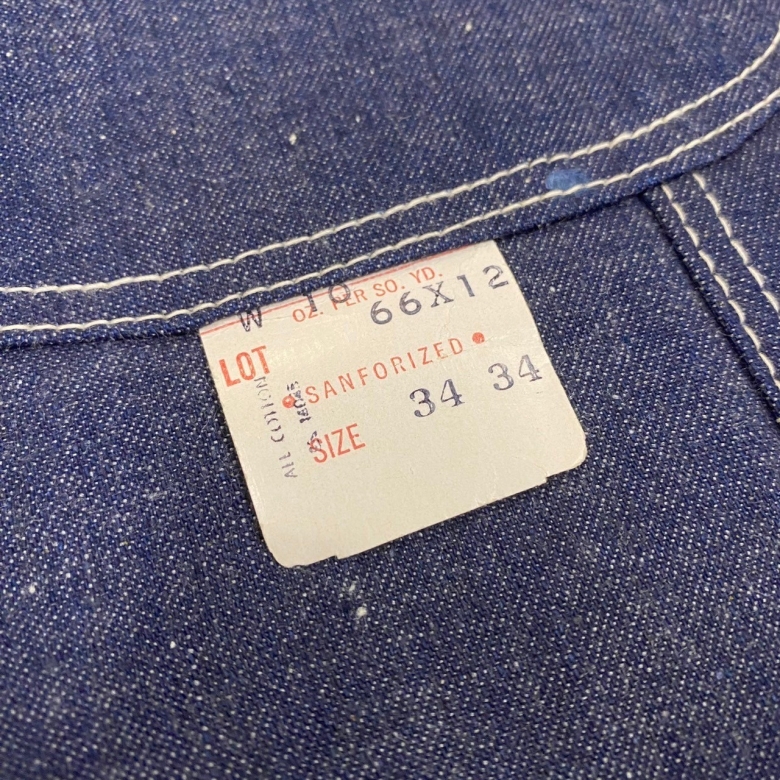 W 10
OZ. PER SQ. YD.
LOT 66X12
• SANFORIZED •
SIZE 34 34
ALL COTTON